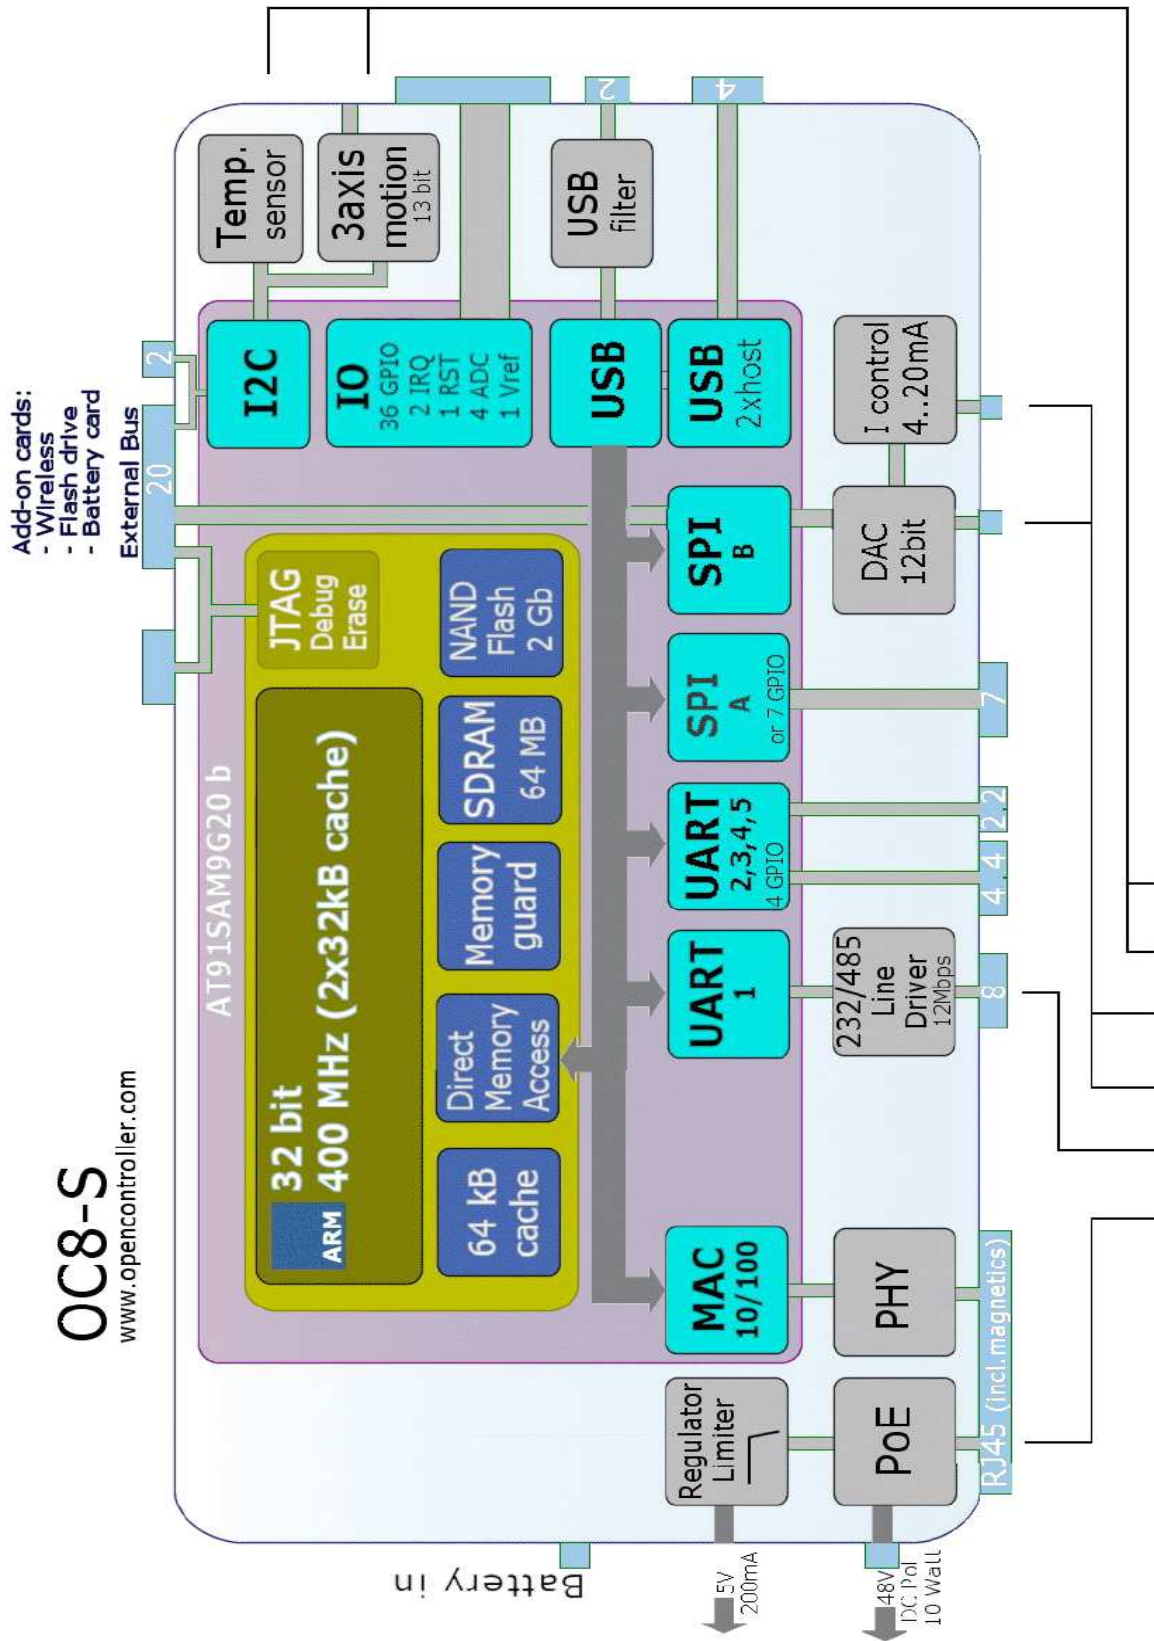 OC8-S
www.opencontroller.com
Add-on cards:
- Wireless
- Flash drive
- Battery card
External Bus
20
2
AT91SAM9G20 b
ARM
32 bit
400 MHz (2x32kB cache)
JTAG
Debug
Erase
64 kB
cache
Direct
Memory
Access
Memory
guard
SDRAM
64 MB
NAND
Flash
2 Gb
I2C
IO
36 GPIO
2 IRQ
1 RST
4 ADC
1 Vref
USB
USB
2xhost
Temp.
sensor
3axis
motion
13 bit
USB
filter
2
4
MAC
10/100
UART
1
UART
2,3,4,5
4 GPIO
SPI
A
or 7 GPIO
SPI
B
Regulator
Limiter
PoE
PHY
232/485
Line
Driver
12Mbps
DAC
12bit
I control
4..20mA
RJ45 (incl.magnetics)
8
4 4
2 2
7
Battery in
5V
200mA
48V
DC Pol
10 Wall